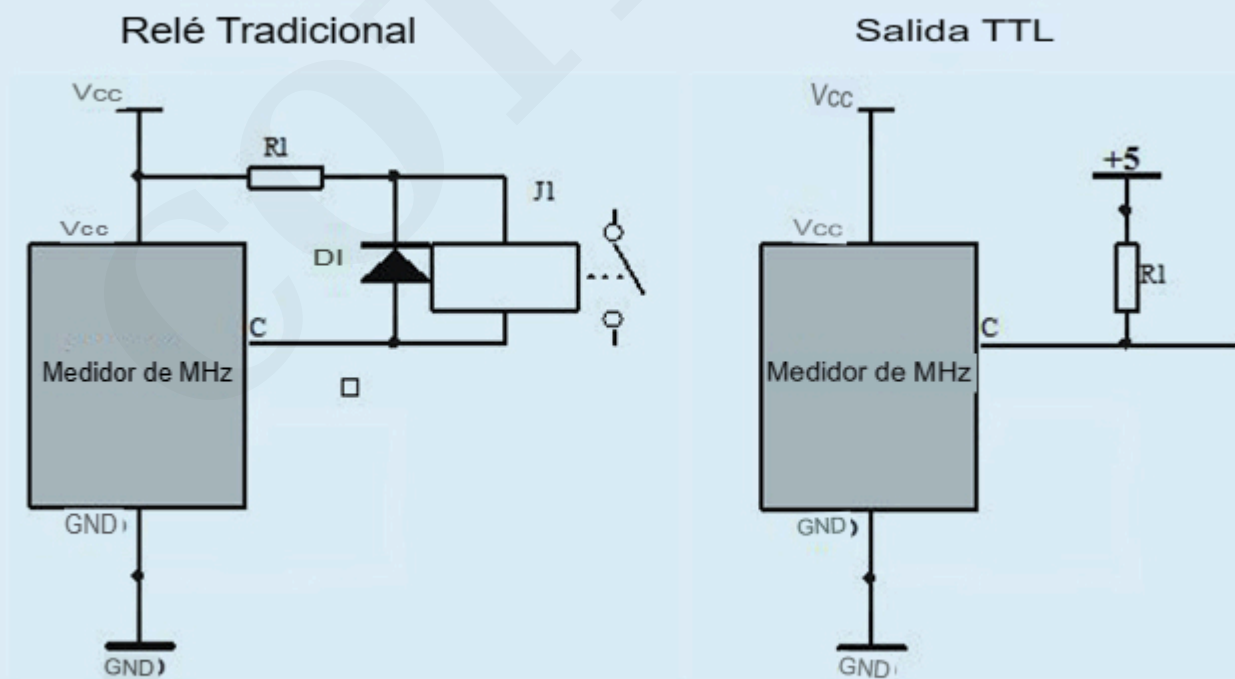 Relé Tradicional
Vcc
R1
J1
Vcc
DI
C
Medidor de MHz
GND)
GND)
Salida TTL
Vcc
+5
Vcc
R1
C
Medidor de MHz
GND)
GND